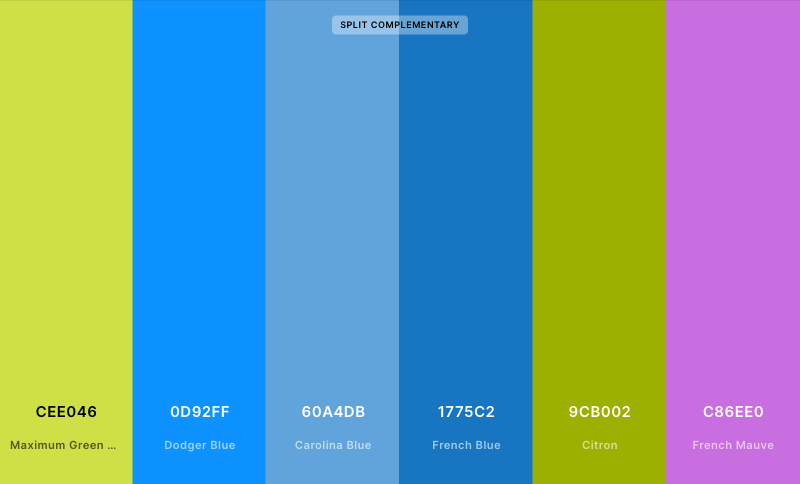 SPLIT COMPLEMENTARY
CEE046
0D92FF
60A4DB
1775C2
9CB002
C86EE0
Maximum Green ...
Dodger Blue
Carolina Blue
French Blue
Citron
French Mauve